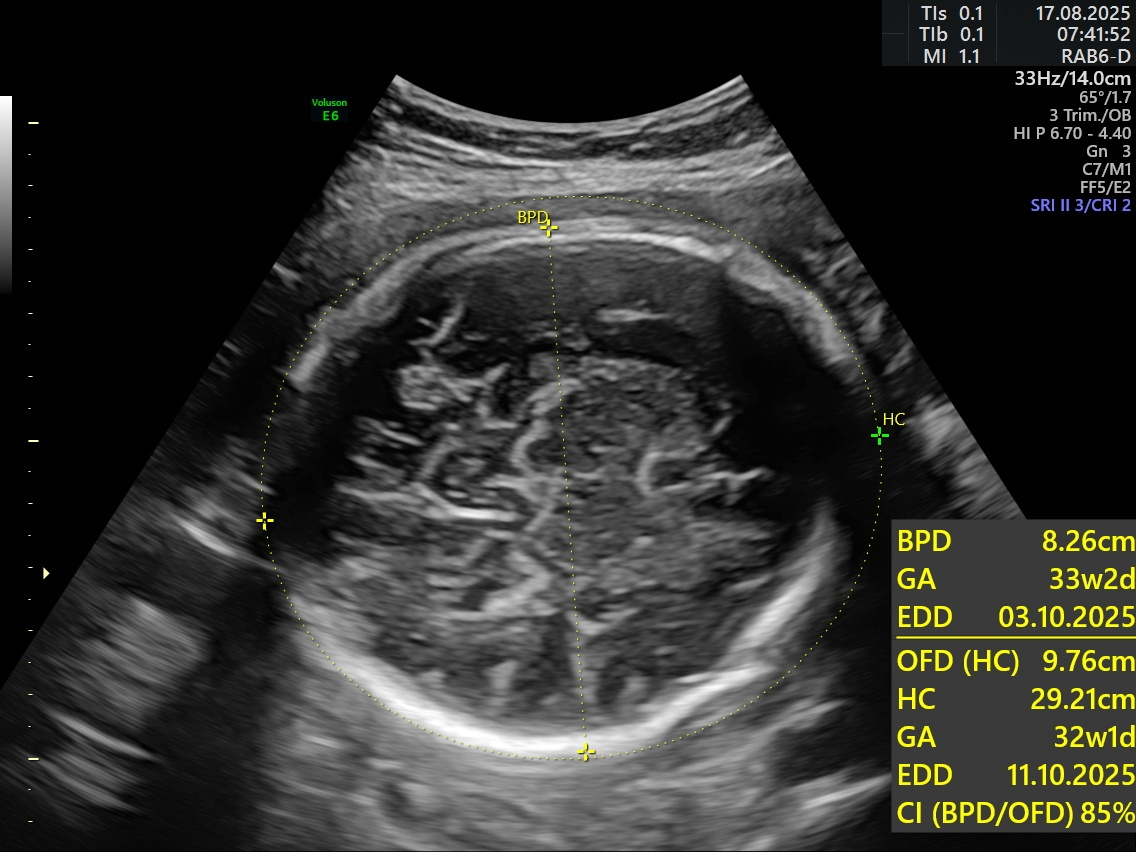 TIs 0.1 17.08.2025
TIb 0.1 07:41:52
MI 1.1 RAB6-D
33Hz/14.0cm
65°/1.7
3 Trim./OB
HI P 6.70 - 4.40
Gn 3
C7/M1
FF5/E2
SRI II 3/CRI 2
Voluson
E6
BPD
HC
BPD 8.26cm
GA 33w2d
EDD 03.10.2025
OFD (HC) 9.76cm
HC 29.21cm
GA 32w1d
EDD 11.10.2025
CI (BPD/OFD) 85%